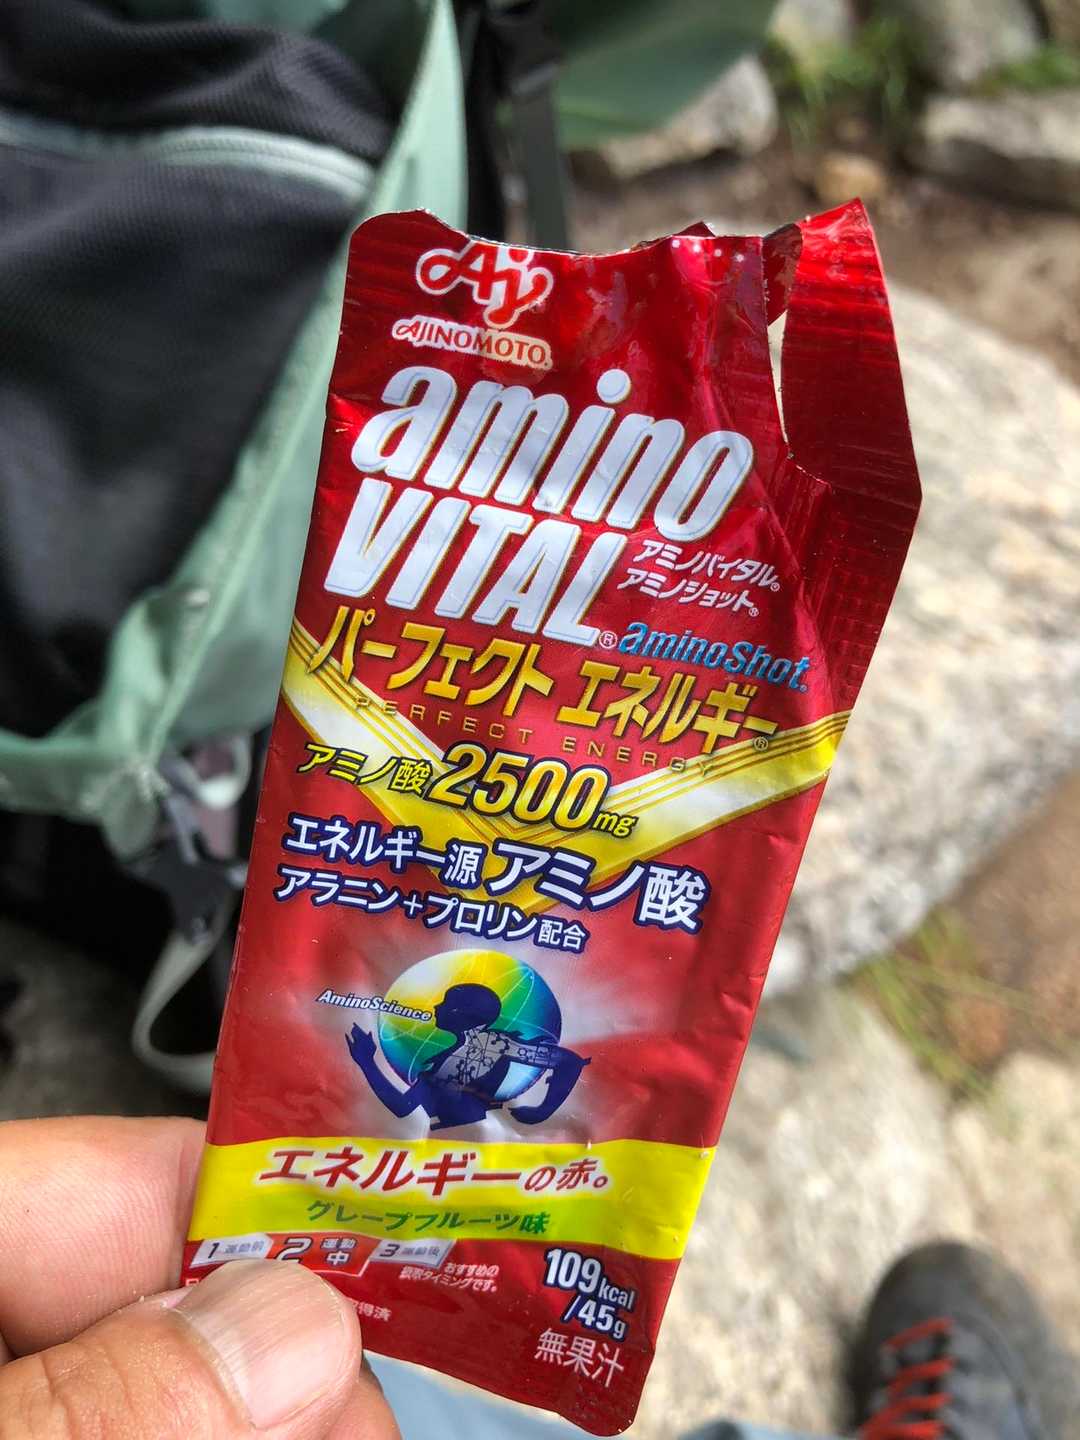 Aj
AJINOMOTO®
amino
VITAL®
アミノバイタル®
アミノショット®
aminoShot®
パーフェクト エネルギー®
PERFECT ENERGY
アミノ酸2500mg
エネルギー源 アミノ酸
アラニン+プロリン配合
AminoScience
エネルギーの赤。
グレープフルーツ味
1 運動前 2 運動中 3 運動後
おすすめの
飲用タイミングです。
109kcal
/45g
無果汁